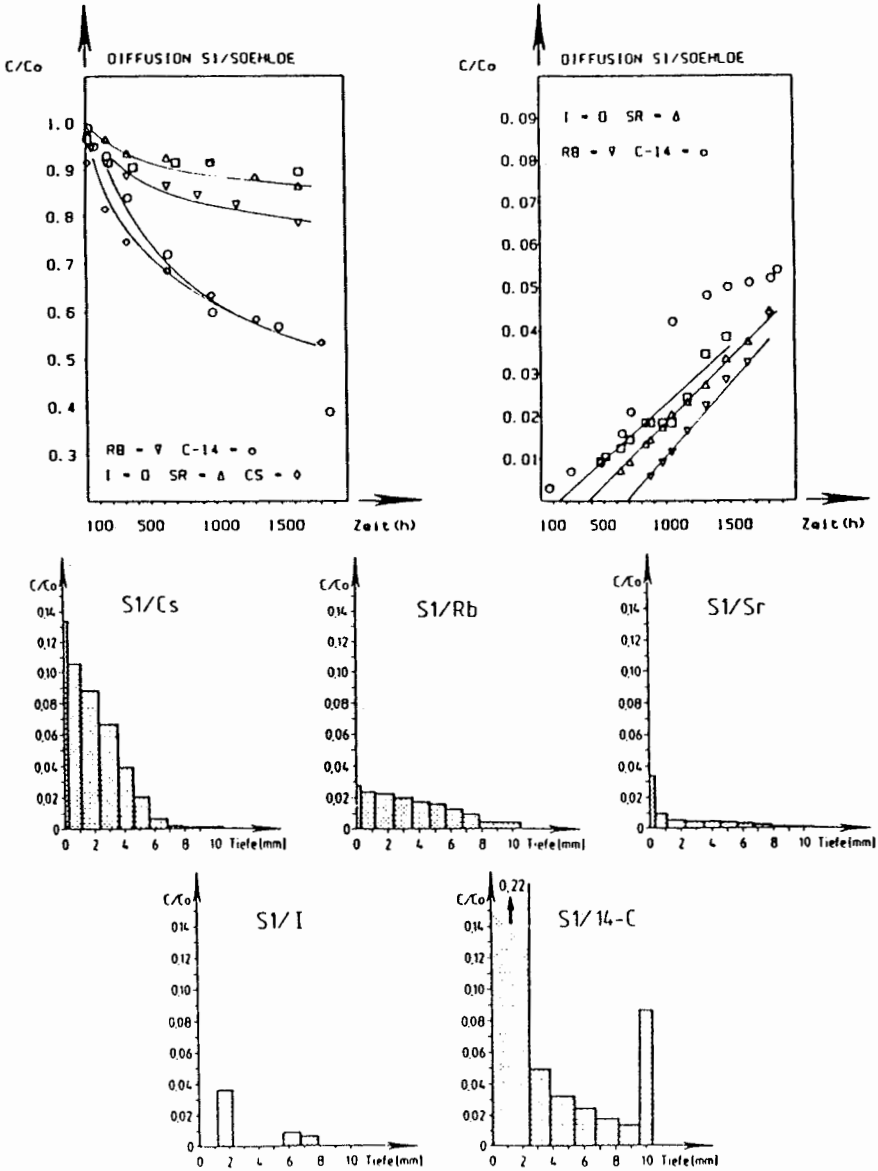 DIFFUSION S1/SOEHLDE
C/Co
1.0
0.9
0.8
0.7
0.6
0.5
0.4
0.3
RB - ▽ C-14 - o
I - □ SR - △ CS - ◊
100 500 1000 1500 Zeit(h)
DIFFUSION S1/SOEHLDE
C/Co
0.09
0.08
0.06
0.05
0.04
0.03
0.02
0.01
I - □ SR - △
RB - ▽ C-14 - o
100 500 1000 1500 Zeit(h)
C/Co
S1/Cs
0,14
0,12
0,10
0,08
0,06
0,04
0,02
0
0 2 4 6 8 10 Tiefe[mm]
C/Co
S1/Rb
0,14
0,12
0,10
0,08
0,06
0,04
0,02
0
0 2 4 6 8 10 Tiefe[mm]
C/Co
S1/Sr
0,14
0,12
0,10
0,08
0,06
0,04
0,02
0
0 2 4 6 8 10 Tiefe[mm]
C/Co
S1/I
0,14
0,12
0,10
0,08
0,06
0,04
0,02
0
0 2 4 6 8 10 Tiefe[mm]
C/Co
0,22
S1/14-C
0,14
0,12
0,10
0,08
0,06
0,04
0,02
0
0 2 4 6 8 10 Tiefe[mm]